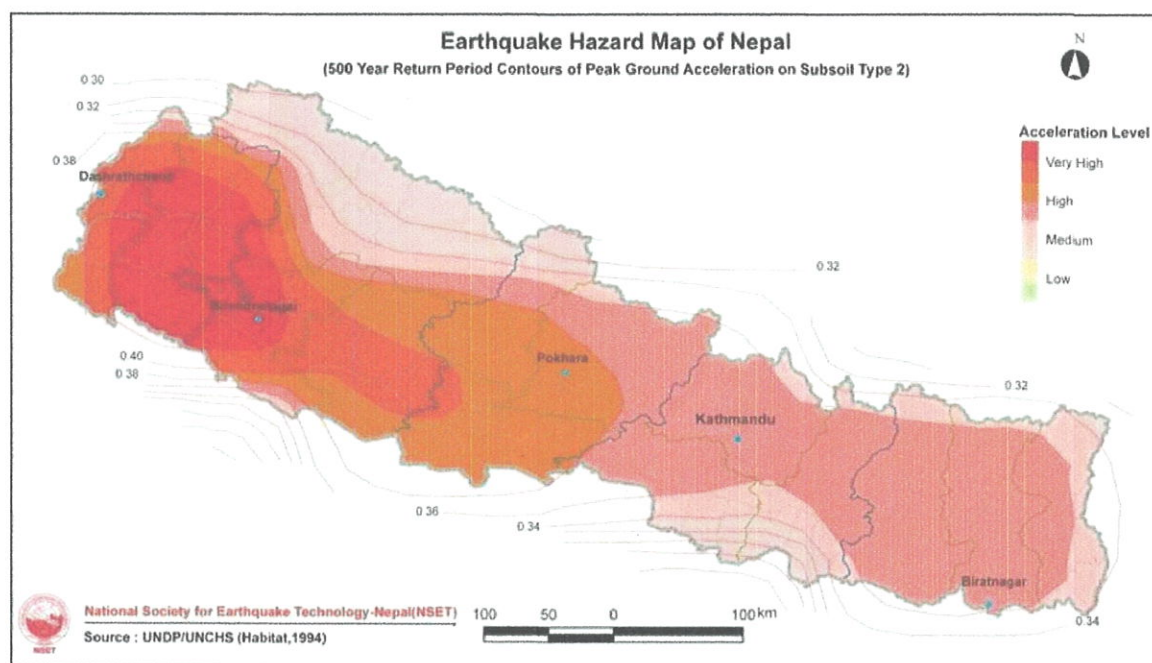 Earthquake Hazard Map of Nepal
(500 Year Return Period Contours of Peak Ground Acceleration on Subsoil Type 2)
N
0 30
0 32
0 38
Acceleration Level
Very High
High
Medium
Low
0 32
0 40
0 38
Pokhara
0 32
Kathmandu
0 36
0 34
Biratnagar
0.34
National Society for Earthquake Technology-Nepal(NSET)
Source : UNDP/UNCHS (Habitat,1994)
NSET
100 50 0 100 km